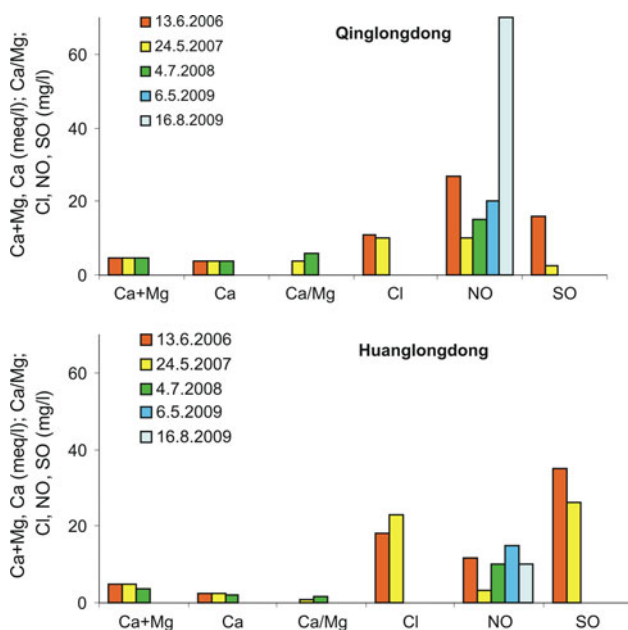 Qinglongdong
Ca+Mg, Ca (meq/l); Ca/Mg;
Cl, NO, SO (mg/l)
60
40
20
0
13.6.2006
24.5.2007
4.7.2008
6.5.2009
16.8.2009
Ca+Mg Ca Ca/Mg Cl NO SO
Huanglongdong
Ca+Mg, Ca (meq/l); Ca/Mg;
Cl, NO, SO (mg/l)
60
40
20
0
13.6.2006
24.5.2007
4.7.2008
6.5.2009
16.8.2009
Ca+Mg Ca Ca/Mg Cl NO SO